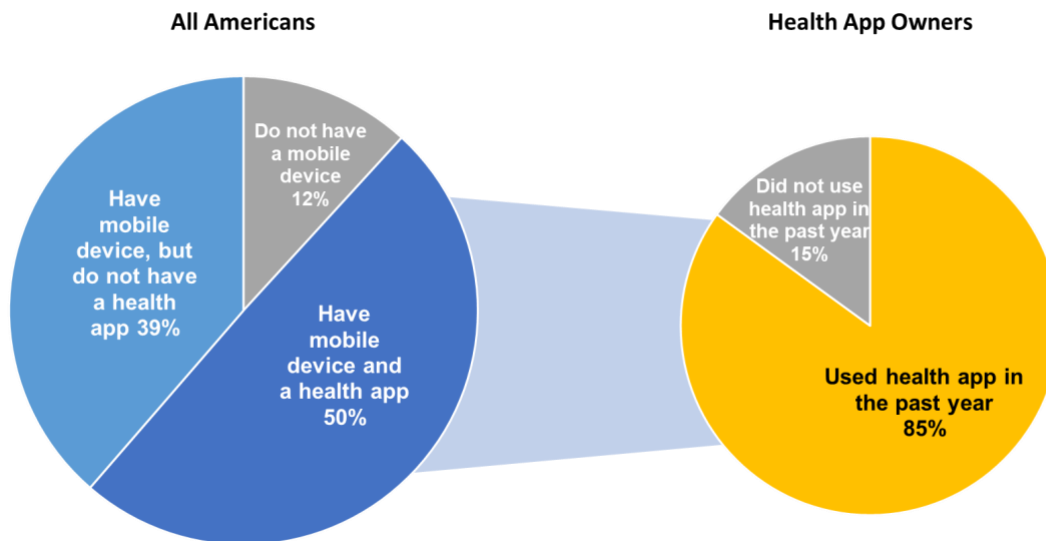 All Americans
Health App Owners
Do not have
a mobile
device
12%
Have
mobile
device, but
do not have
a health
app 39%
Have
mobile
device and
a health app
50%
Did not use
health app in
the past year
15%
Used health app in
the past year
85%